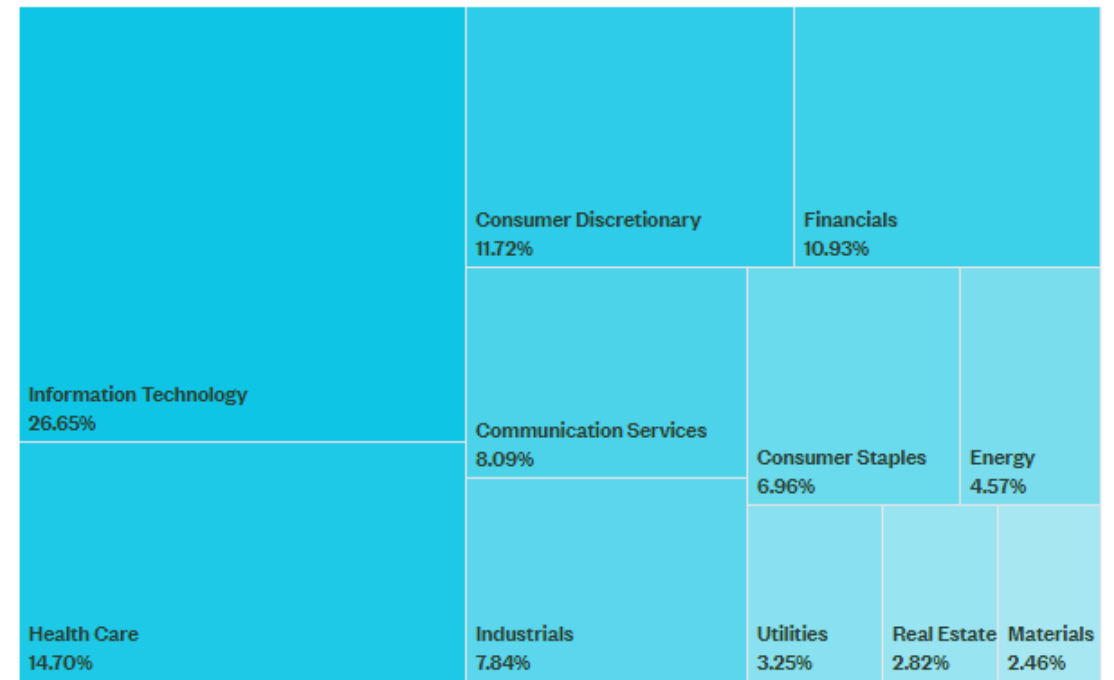 Information Technology
26.65%
Health Care
14.70%
Consumer Discretionary
11.72%
Financials
10.93%
Communication Services
8.09%
Industrials
7.84%
Consumer Staples
6.96%
Energy
4.57%
Utilities
3.25%
Real Estate
2.82%
Materials
2.46%